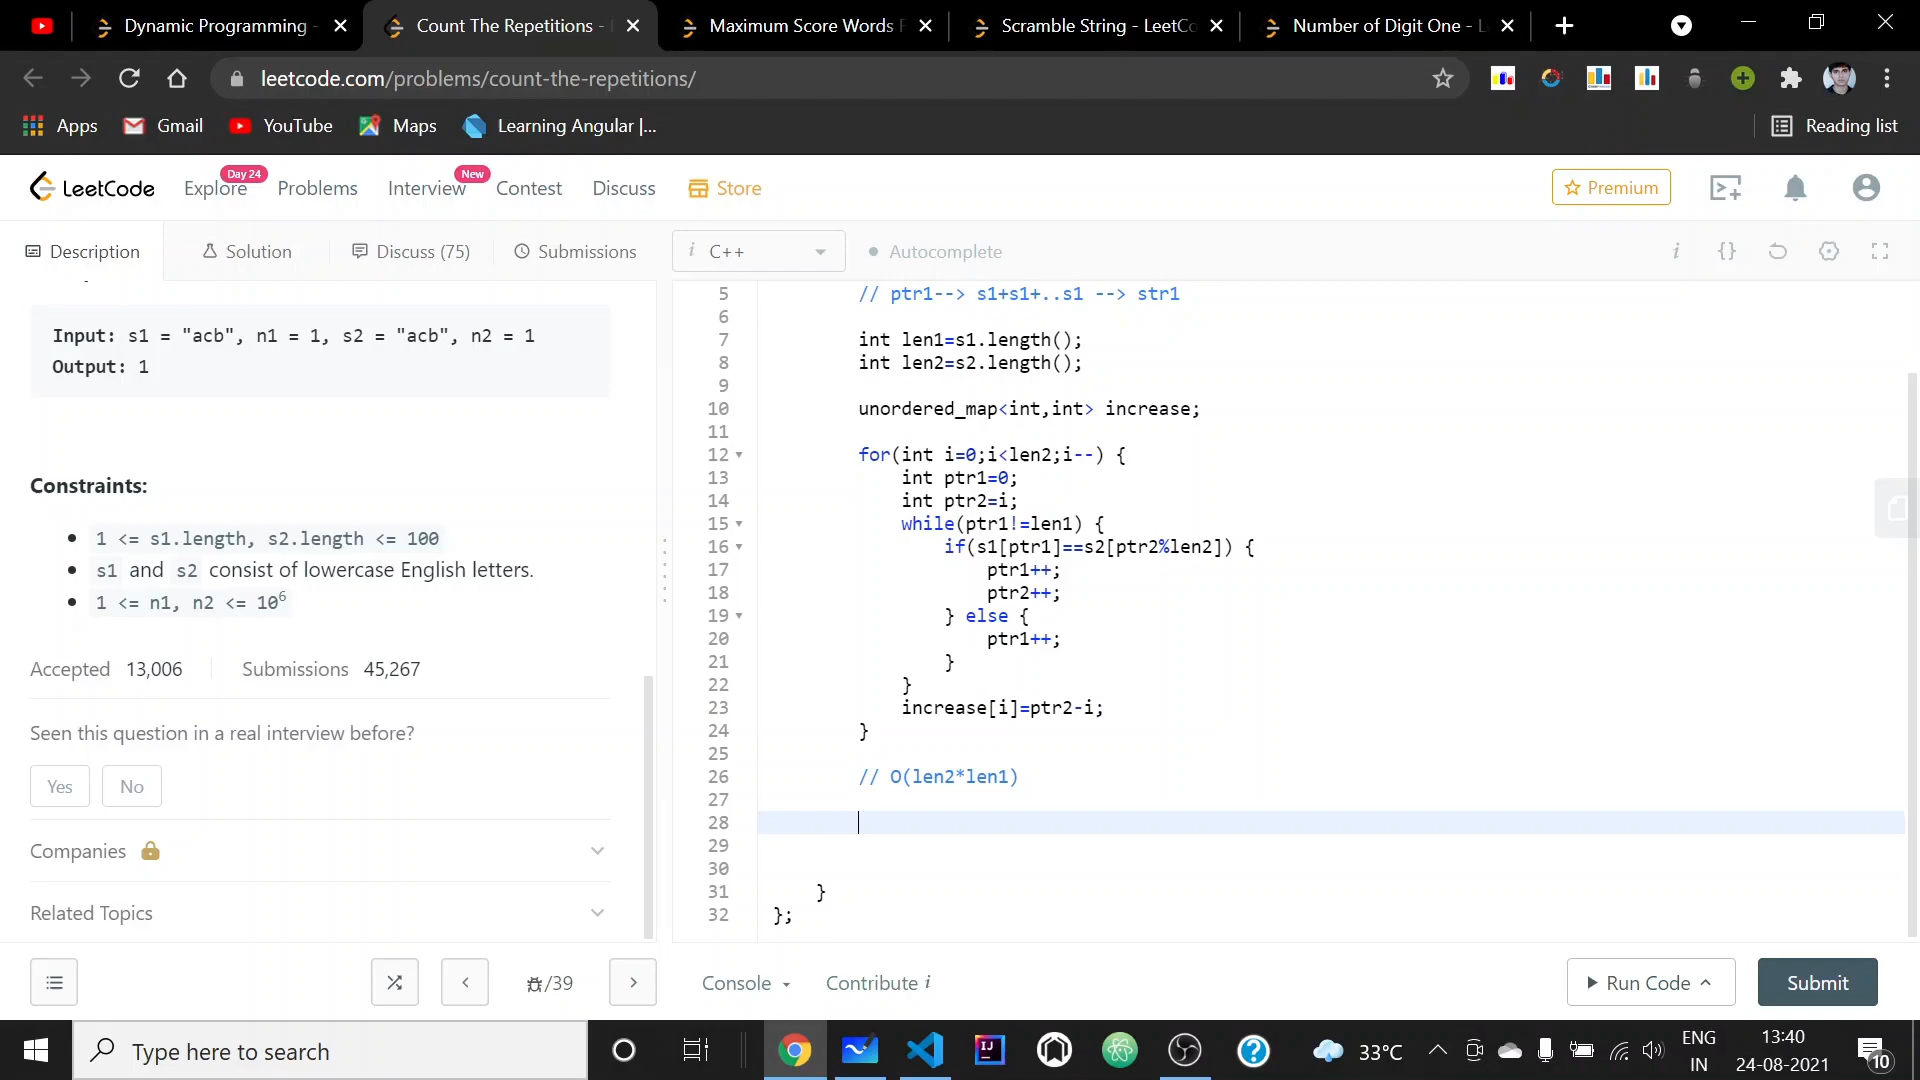 Dynamic Programming -
Count The Repetitions -
Maximum Score Words F
Scramble String - LeetCo
Number of Digit One - L
leetcode.com/problems/count-the-repetitions/
Apps
Gmail
YouTube
Maps
Learning Angular |...
Reading list
LeetCode
Explore
Day 24
Problems
Interview
New
Contest
Discuss
Store
Premium
Description
Solution
Discuss (75)
Submissions
i C++
Autocomplete
i
{}
Input: s1 = "acb", n1 = 1, s2 = "acb", n2 = 1
Output: 1
Constraints:
1 <= s1.length, s2.length <= 100
s1 and s2 consist of lowercase English letters.
1 <= n1, n2 <= 10⁶
Accepted 13,006
Submissions 45,267
Seen this question in a real interview before?
Yes
No
Companies
Related Topics
5 // ptr1--> s1+s1+..s1 --> str1
6
7 int len1=s1.length();
8 int len2=s2.length();
9
10 unordered_map<int,int> increase;
11
12 for(int i=0;i<len2;i--) {
13 int ptr1=0;
14 int ptr2=i;
15 while(ptr1!=len1) {
16 if(s1[ptr1]==s2[ptr2%len2]) {
17 ptr1++;
18 ptr2++;
19 } else {
20 ptr1++;
21 }
22 }
23 increase[i]=ptr2-i;
24 }
25
26 // O(len2*len1)
27
28
29
30
31 }
32 };
/39
Console
Contribute i
Run Code
Submit
Type here to search
IJ
33°C
ENG
IN
13:40
24-08-2021
10